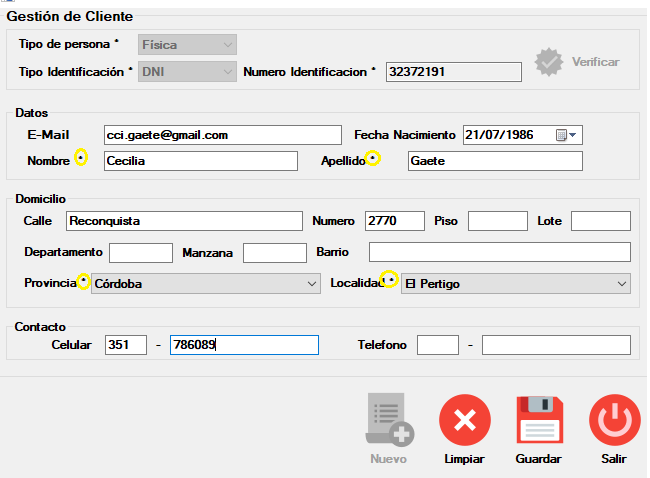 Gestión de Cliente
Tipo de persona * Física
Tipo Identificación * DNI Numero Identificacion * 32372191 Verificar
Datos
E-Mail cci.gaete@gmail.com Fecha Nacimiento 21/07/1986
Nombre * Cecilia Apellido * Gaete
Domicilio
Calle Reconquista Numero 2770 Piso Lote
Departamento Manzana Barrio
Provincia * Córdoba Localidad * El Pertigo
Contacto
Celular 351 - 786089 Telefono -
Nuevo Limpiar Guardar Salir